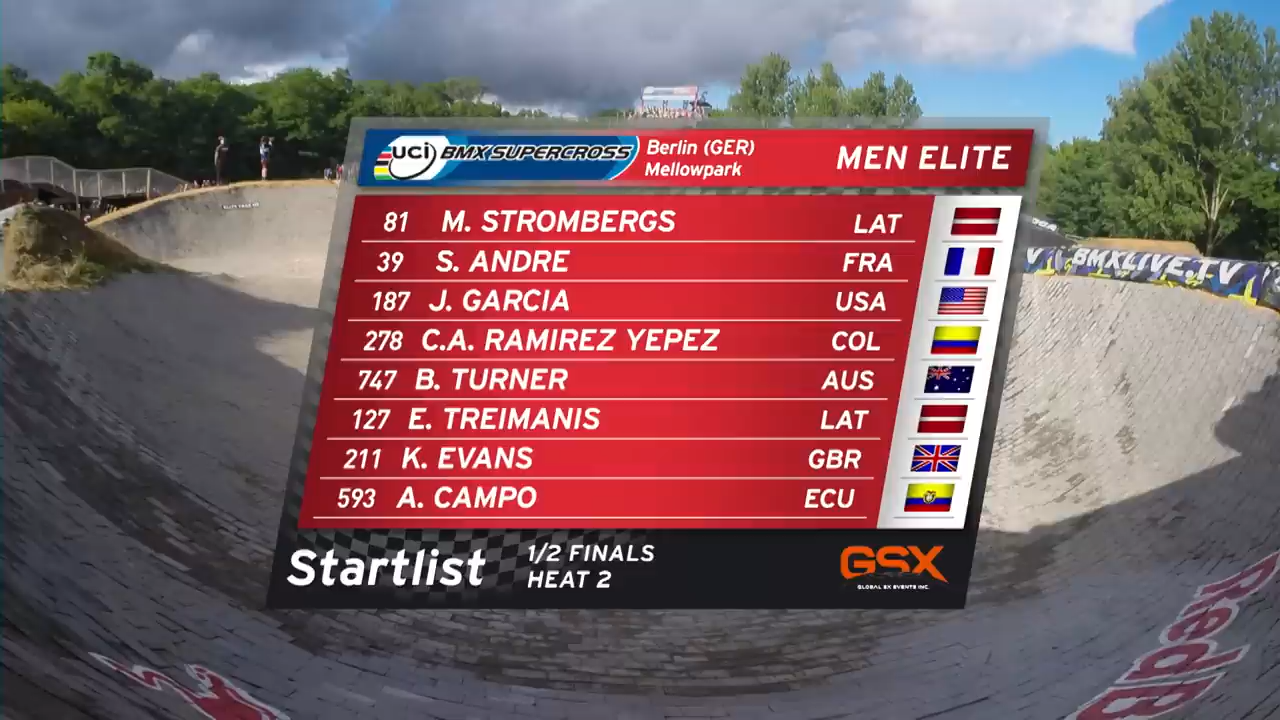 UCI BMX SUPERCROSS
Berlin (GER)
Mellowpark
MEN ELITE
81 M. STROMBERGS LAT
39 S. ANDRE FRA
187 J. GARCIA USA
278 C.A. RAMIREZ YEPEZ COL
747 B. TURNER AUS
127 E. TREIMANIS LAT
211 K. EVANS GBR
593 A. CAMPO ECU
Startlist
1/2 FINALS
HEAT 2
GSX
GLOBAL SX EVENTS INC.
BMXLIVE.TV
RedB